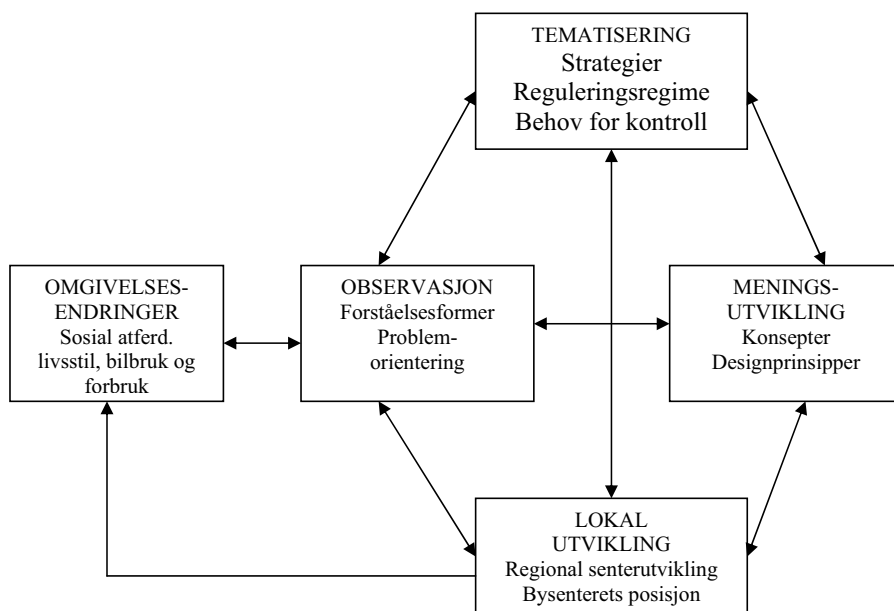 TEMATISERING
Strategier
Reguleringsregime
Behov for kontroll
OMGIVELSES-
ENDRINGER
Sosial atferd.
livsstil, bilbruk og
forbruk
OBSERVASJON
Forståelsesformer
Problem-
orientering
MENINGS-
UTVIKLING
Konsepter
Designprinsipper
LOKAL
UTVIKLING
Regional senterutvikling
Bysenterets posisjon